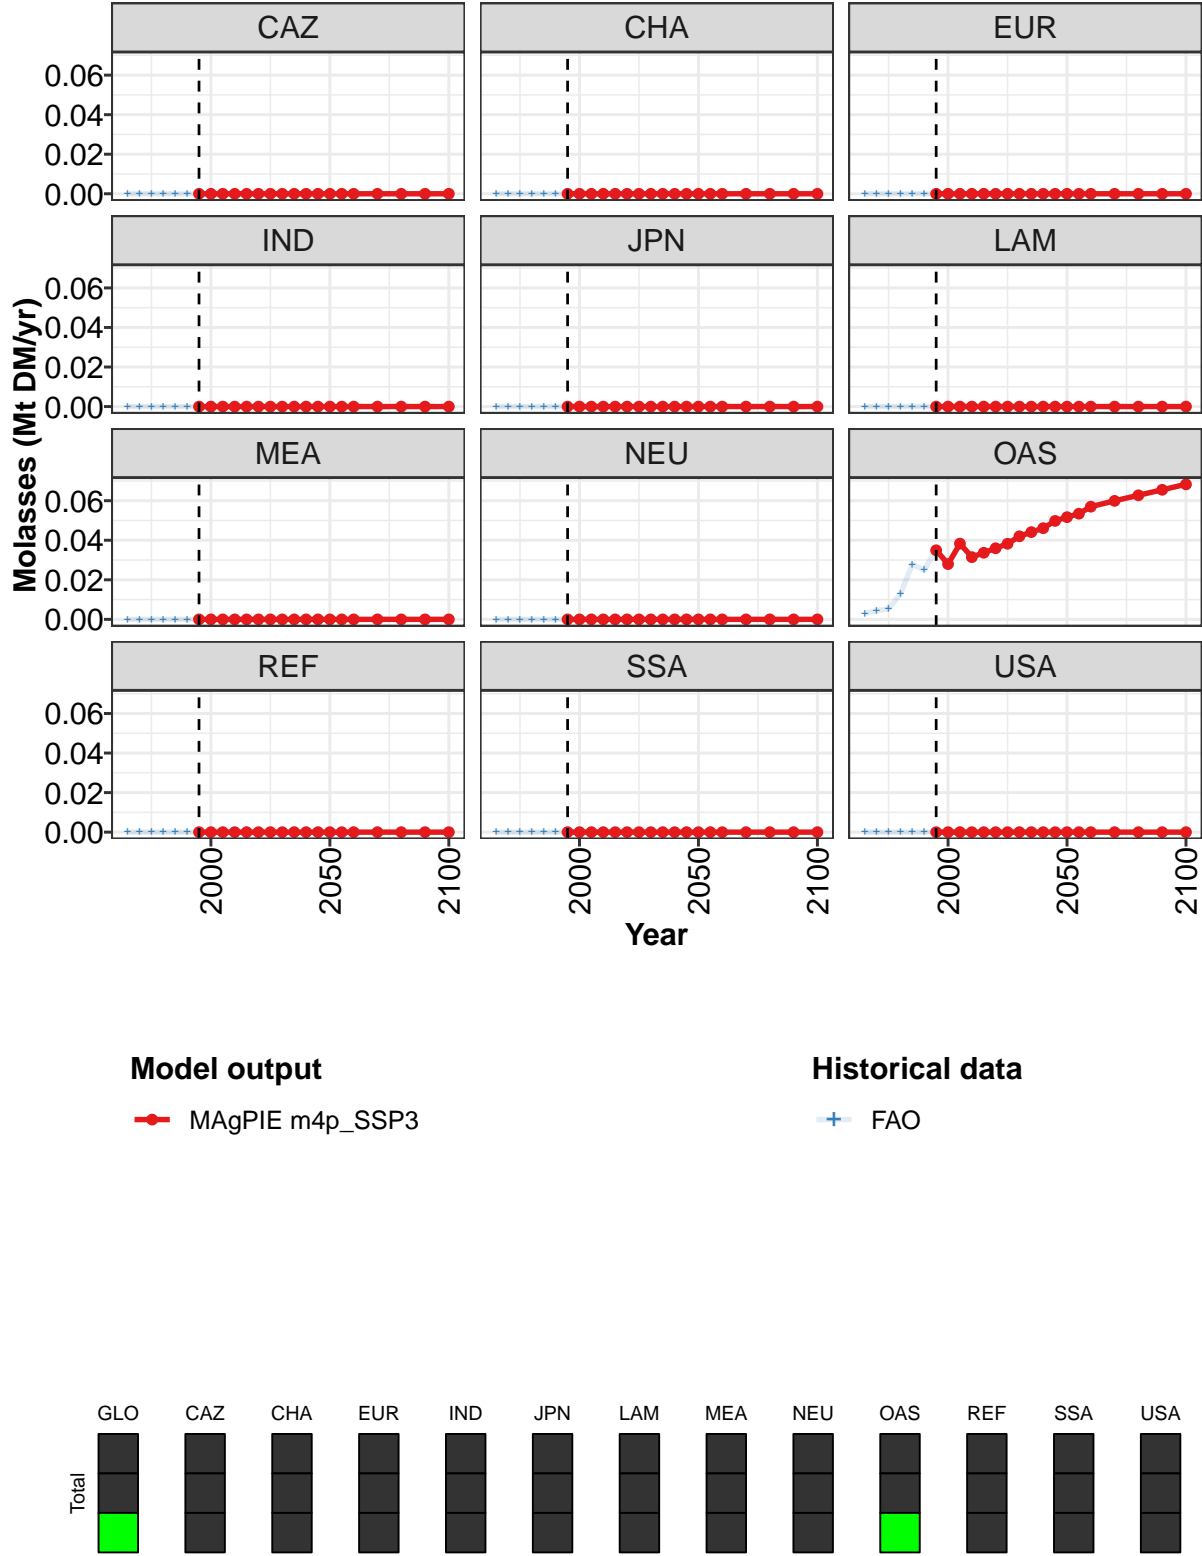 CAZ CHA EUR
0.06
0.04
0.02
0.00
IND JPN LAM
0.06
0.04
0.02
0.00
MEA NEU OAS
0.06
0.04
0.02
0.00
REF SSA USA
0.06
0.04
0.02
0.00
Molasses (Mt DM/yr)
2000 2050 2100 2000 2050 2100 2000 2050 2100
Year
Model output Historical data
MAgPIE m4p_SSP3 FAO
GLO CAZ CHA EUR IND JPN LAM MEA NEU OAS REF SSA USA
Total